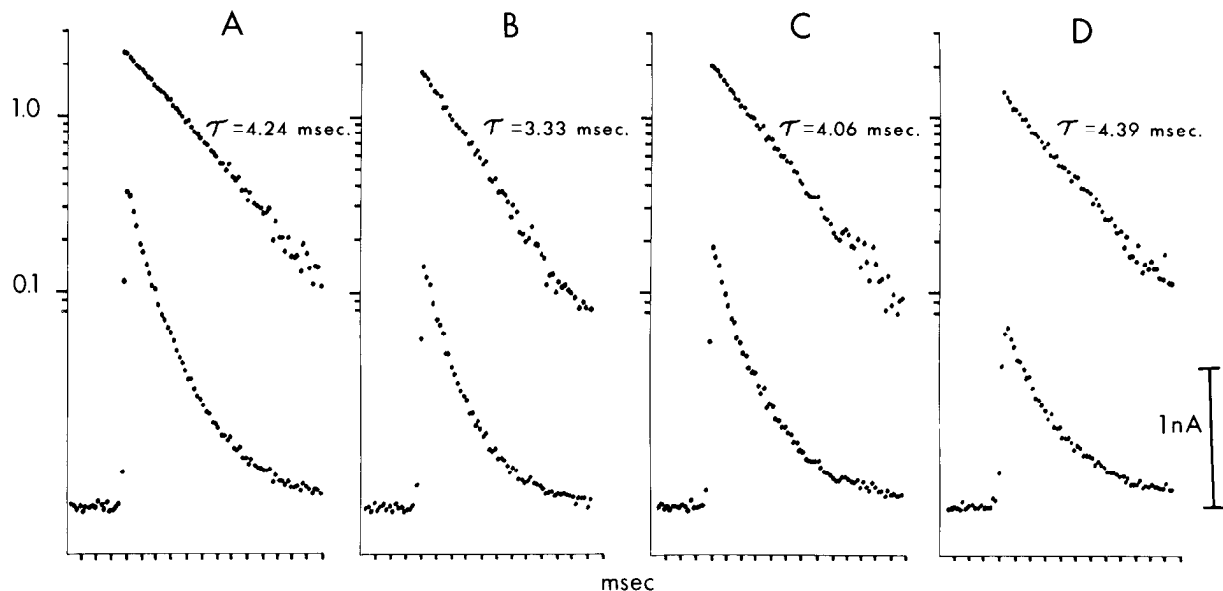 A B C D
1.0
0.1
𝒯 =4.24 msec.
𝒯 =3.33 msec.
𝒯 =4.06 msec.
𝒯 =4.39 msec.
1nA
msec